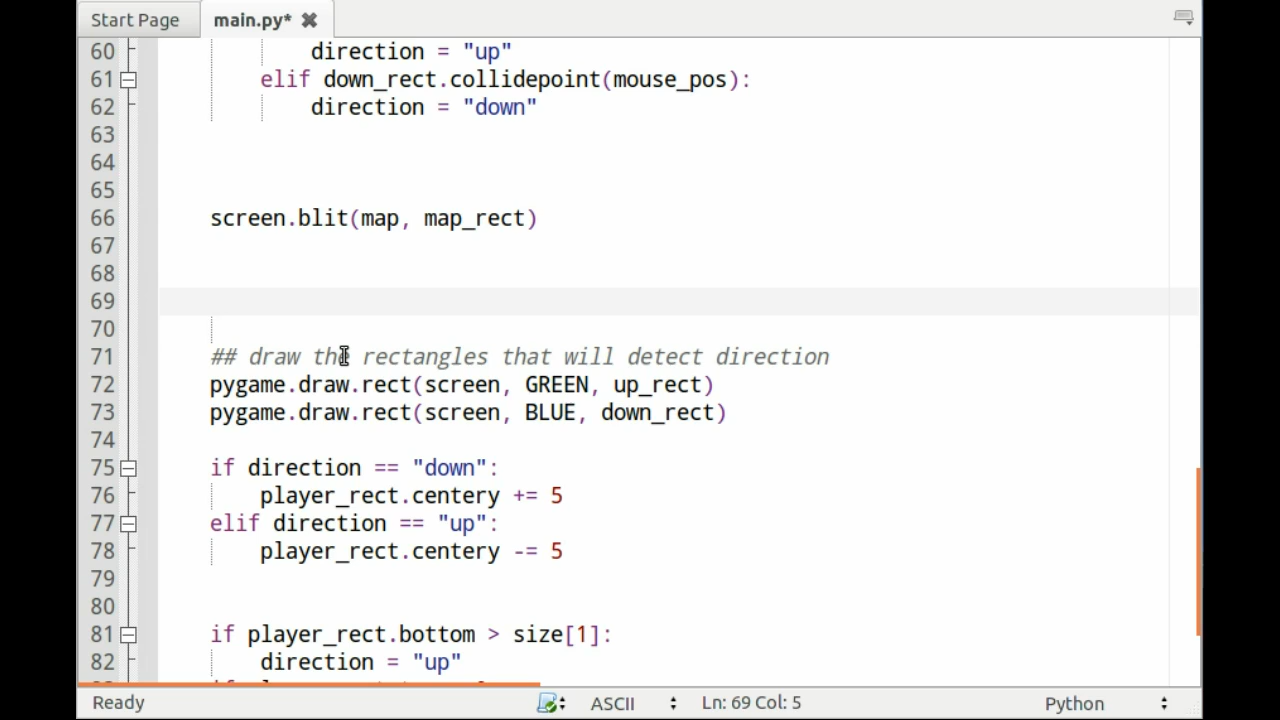 Start Page main.py*
60 direction = "up"
61 elif down_rect.collidepoint(mouse_pos):
62 direction = "down"
63
64
65
66 screen.blit(map, map_rect)
67
68
69
70
71 ## draw the rectangles that will detect direction
72 pygame.draw.rect(screen, GREEN, up_rect)
73 pygame.draw.rect(screen, BLUE, down_rect)
74
75 if direction == "down":
76 player_rect.centery += 5
77 elif direction == "up":
78 player_rect.centery -= 5
79
80
81 if player_rect.bottom > size[1]:
82 direction = "up"
Ready ASCII Ln: 69 Col: 5 Python